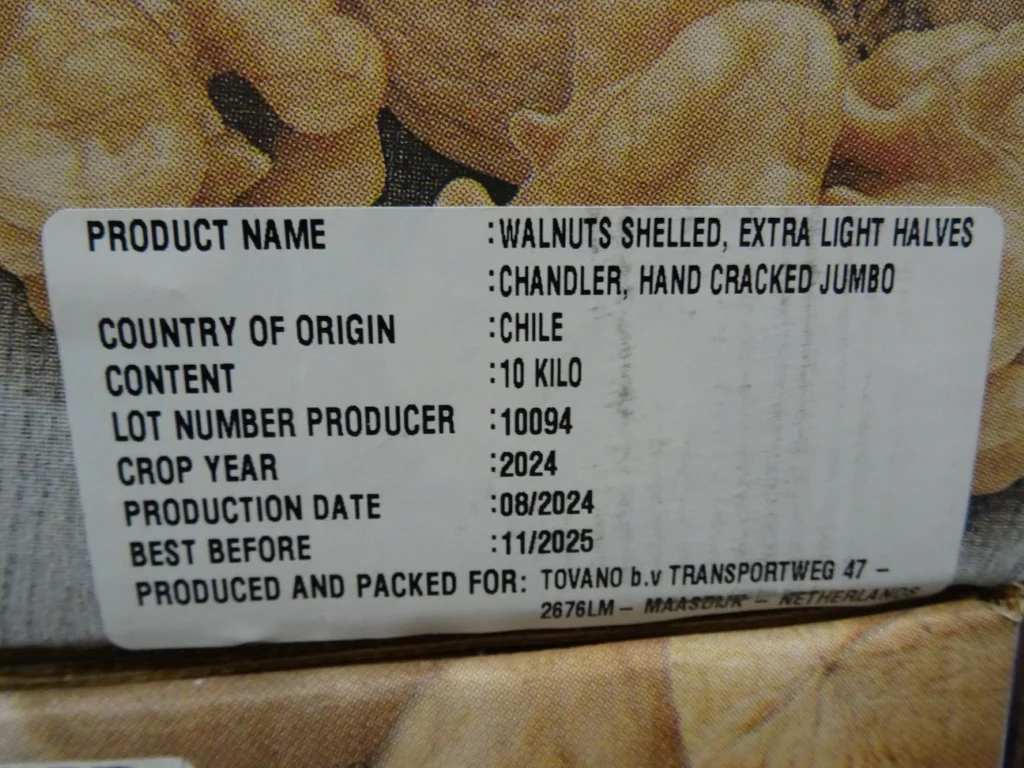 PRODUCT NAME :WALNUTS SHELLED, EXTRA LIGHT HALVES
:CHANDLER, HAND CRACKED JUMBO
COUNTRY OF ORIGIN :CHILE
CONTENT :10 KILO
LOT NUMBER PRODUCER :10094
CROP YEAR :2024
PRODUCTION DATE :08/2024
BEST BEFORE :11/2025
PRODUCED AND PACKED FOR: TOVANO b.v TRANSPORTWEG 47 –
2676LM – MAASDIJK – NETHERLANDS